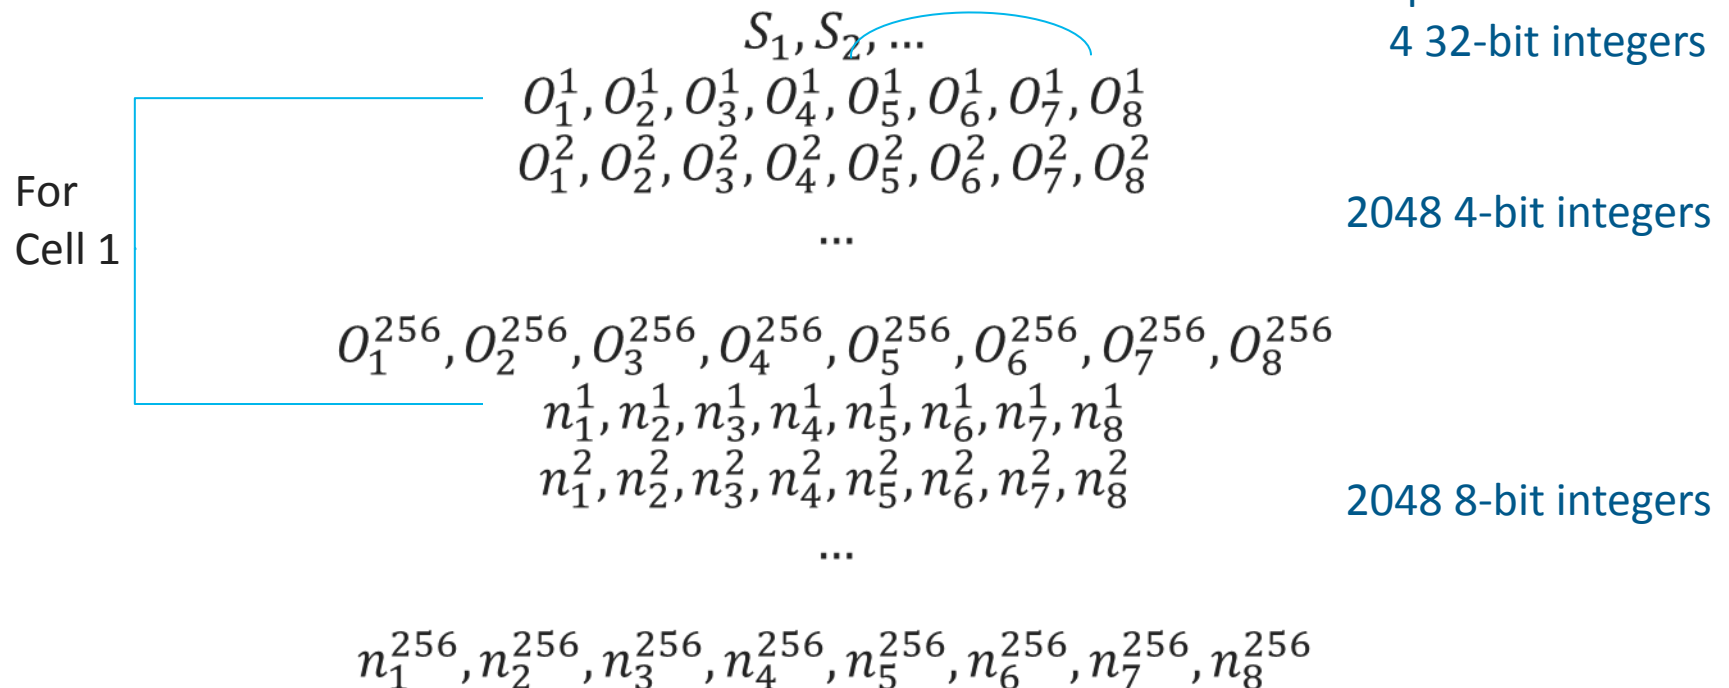 S₁, S₂, ...
4 32-bit integers
O₁¹, O₂¹, O₃¹, O₄¹, O₅¹, O₆¹, O₇¹, O₈¹
O₁², O₂², O₃², O₄², O₅², O₆², O₇², O₈²
For
Cell 1
2048 4-bit integers
...
O₁²⁵⁶, O₂²⁵⁶, O₃²⁵⁶, O₄²⁵⁶, O₅²⁵⁶, O₆²⁵⁶, O₇²⁵⁶, O₈²⁵⁶
n₁¹, n₂¹, n₃¹, n₄¹, n₅¹, n₆¹, n₇¹, n₈¹
n₁², n₂², n₃², n₄², n₅², n₆², n₇², n₈²
2048 8-bit integers
...
n₁²⁵⁶, n₂²⁵⁶, n₃²⁵⁶, n₄²⁵⁶, n₅²⁵⁶, n₆²⁵⁶, n₇²⁵⁶, n₈²⁵⁶